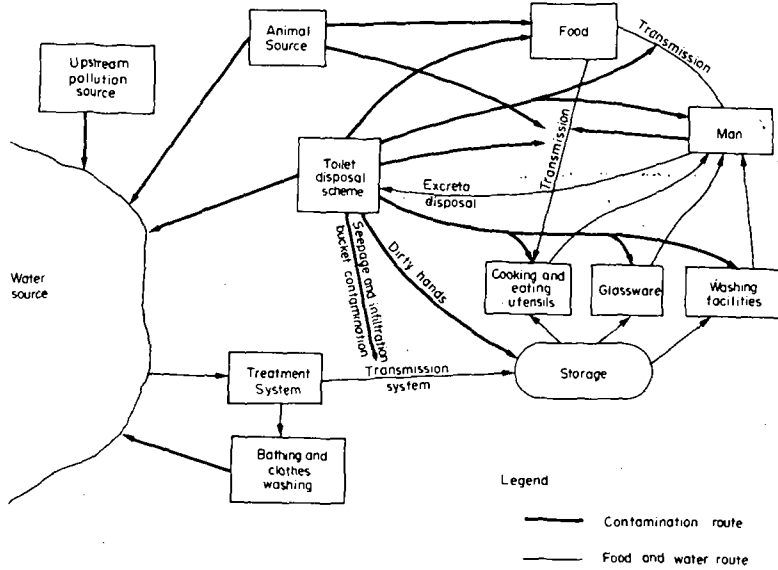 Animal
Source
Food
Transmission
Upstream
pollution
source
Man
Transmission
Toilet
disposal
scheme
Excreta
disposal
Water
source
Seepage and infiltration
bucket contamination
Dirty hands
Cooking and
eating
utensils
Glassware
Washing
facilities
Treatment
System
Transmission
system
Storage
Bathing and
clothes
washing
Legend
Contamination route
Food and water route